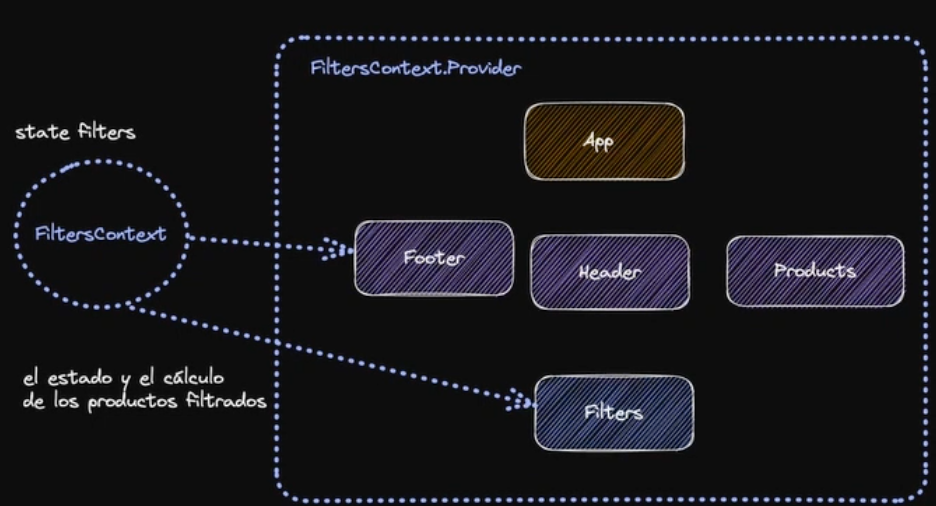 FiltersContext.Provider
state filters
App
FiltersContext
Footer
Header
Products
el estado y el cálculo
de los productos filtrados
Filters